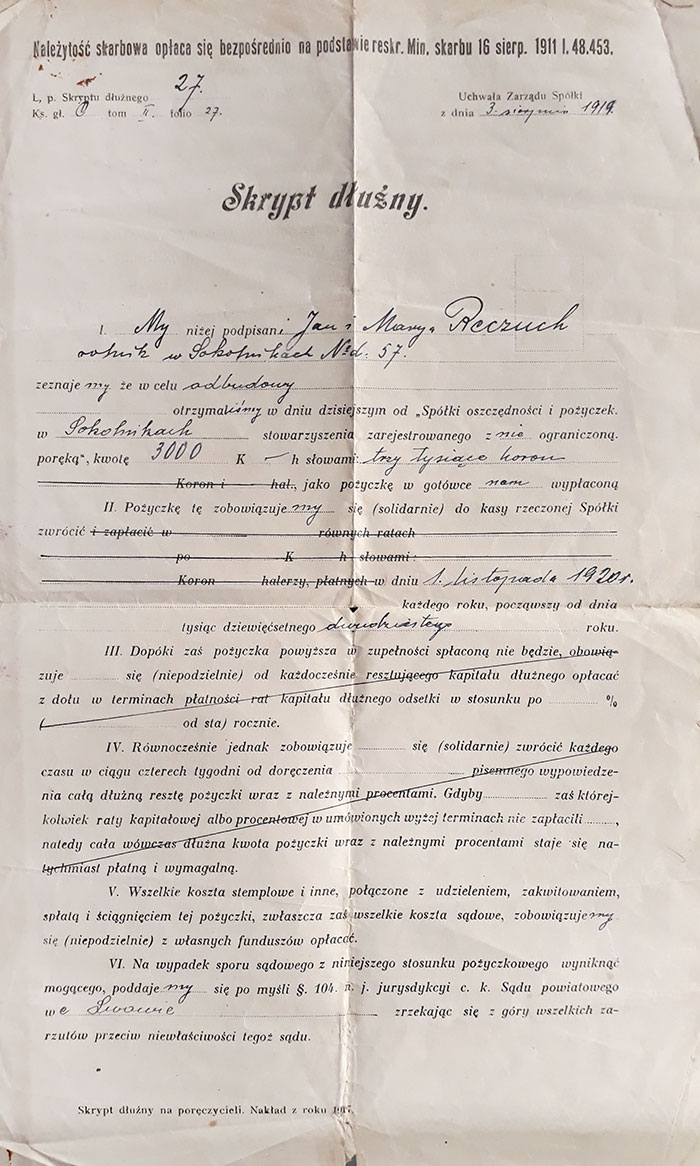 Należytość skarbowa opłaca się bezpośrednio na podstawie reskr. Min. skarbu 16 sierp. 1911 l. 48.453.
L. p. Skryptu dłużnego 27.
Uchwała Zarządu Spółki
Ks. gł. tom II. folio 27.
z dnia 3. sierpnia 1919.
Skrypt dłużny.
I. My niżej podpisani Jan i Marya Reczuch
rolnik w Sokolnikach Nd. 57.
zeznajemy że w celu odbudowy
otrzymaliśmy w dniu dzisiejszym od „Spółki oszczędności i pożyczek.
w Sokolnikach stowarzyszenia zarejestrowanego z nie ograniczoną.
poręką", kwotę 3000 K — h słowami: trzy tysiące koron
Koron i hal., jako pożyczkę w gotówce nam wypłaconą
II. Pożyczkę tę zobowiązujemy się (solidarnie) do kasy rzeczonej Spółki
zwrócić i zapłacić w równych ratach
po K h słowami:
Koron halerzy, płatnych w dniu 1. listopada 1920 r.
każdego roku, począwszy od dnia
tysiąc dziewięćsetnego dwudziestego roku.
III. Dopóki zaś pożyczka powyższa w zupełności spłaconą nie będzie, obowią-
zuje się (niepodzielnie) od każdocześnie resztującego kapitału dłużnego opłacać
z dołu w terminach płatności rat kapitału dłużnego odsetki w stosunku po %
( od sta) rocznie.
IV. Równocześnie jednak zobowiązuje się (solidarnie) zwrócić każdego
czasu w ciągu czterech tygodni od doręczenia pisemnego wypowiedze-
nia całą dłużną resztę pożyczki wraz z należnymi procentami. Gdyby zaś której-
kolwiek raty kapitałowej albo procentowej w umówionych wyżej terminach nie zapłacili ,
natedy cała wówczas dłużna kwota pożyczki wraz z należnymi procentami staje się na-
tychmiast płatną i wymagalną.
V. Wszelkie koszta stemplowe i inne, połączone z udzieleniem, zakwitowaniem,
spłatą i ściągnięciem tej pożyczki, zwłaszcza zaś wszelkie koszta sądowe, zobowiązujemy
się (niepodzielnie) z własnych funduszów opłacać.
VI. Na wypadek sporu sądowego z niniejszego stosunku pożyczkowego wyniknąć
mogącego, poddajemy się po myśli §. 104. n. j. jurysdykcyi c. k. Sądu powiatowego
we Lwowie zrzekając się z góry wszelkich za-
rzutów przeciw niewłaściwości tegoż sądu.
Skrypt dłużny na poręczycieli. Nakład z roku